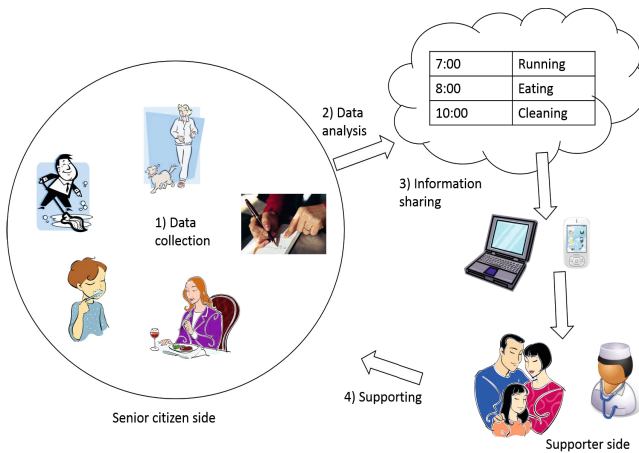 7:00 Running
8:00 Eating
10:00 Cleaning
2) Data
analysis
3) Information
sharing
1) Data
collection
4) Supporting
Senior citizen side
Supporter side